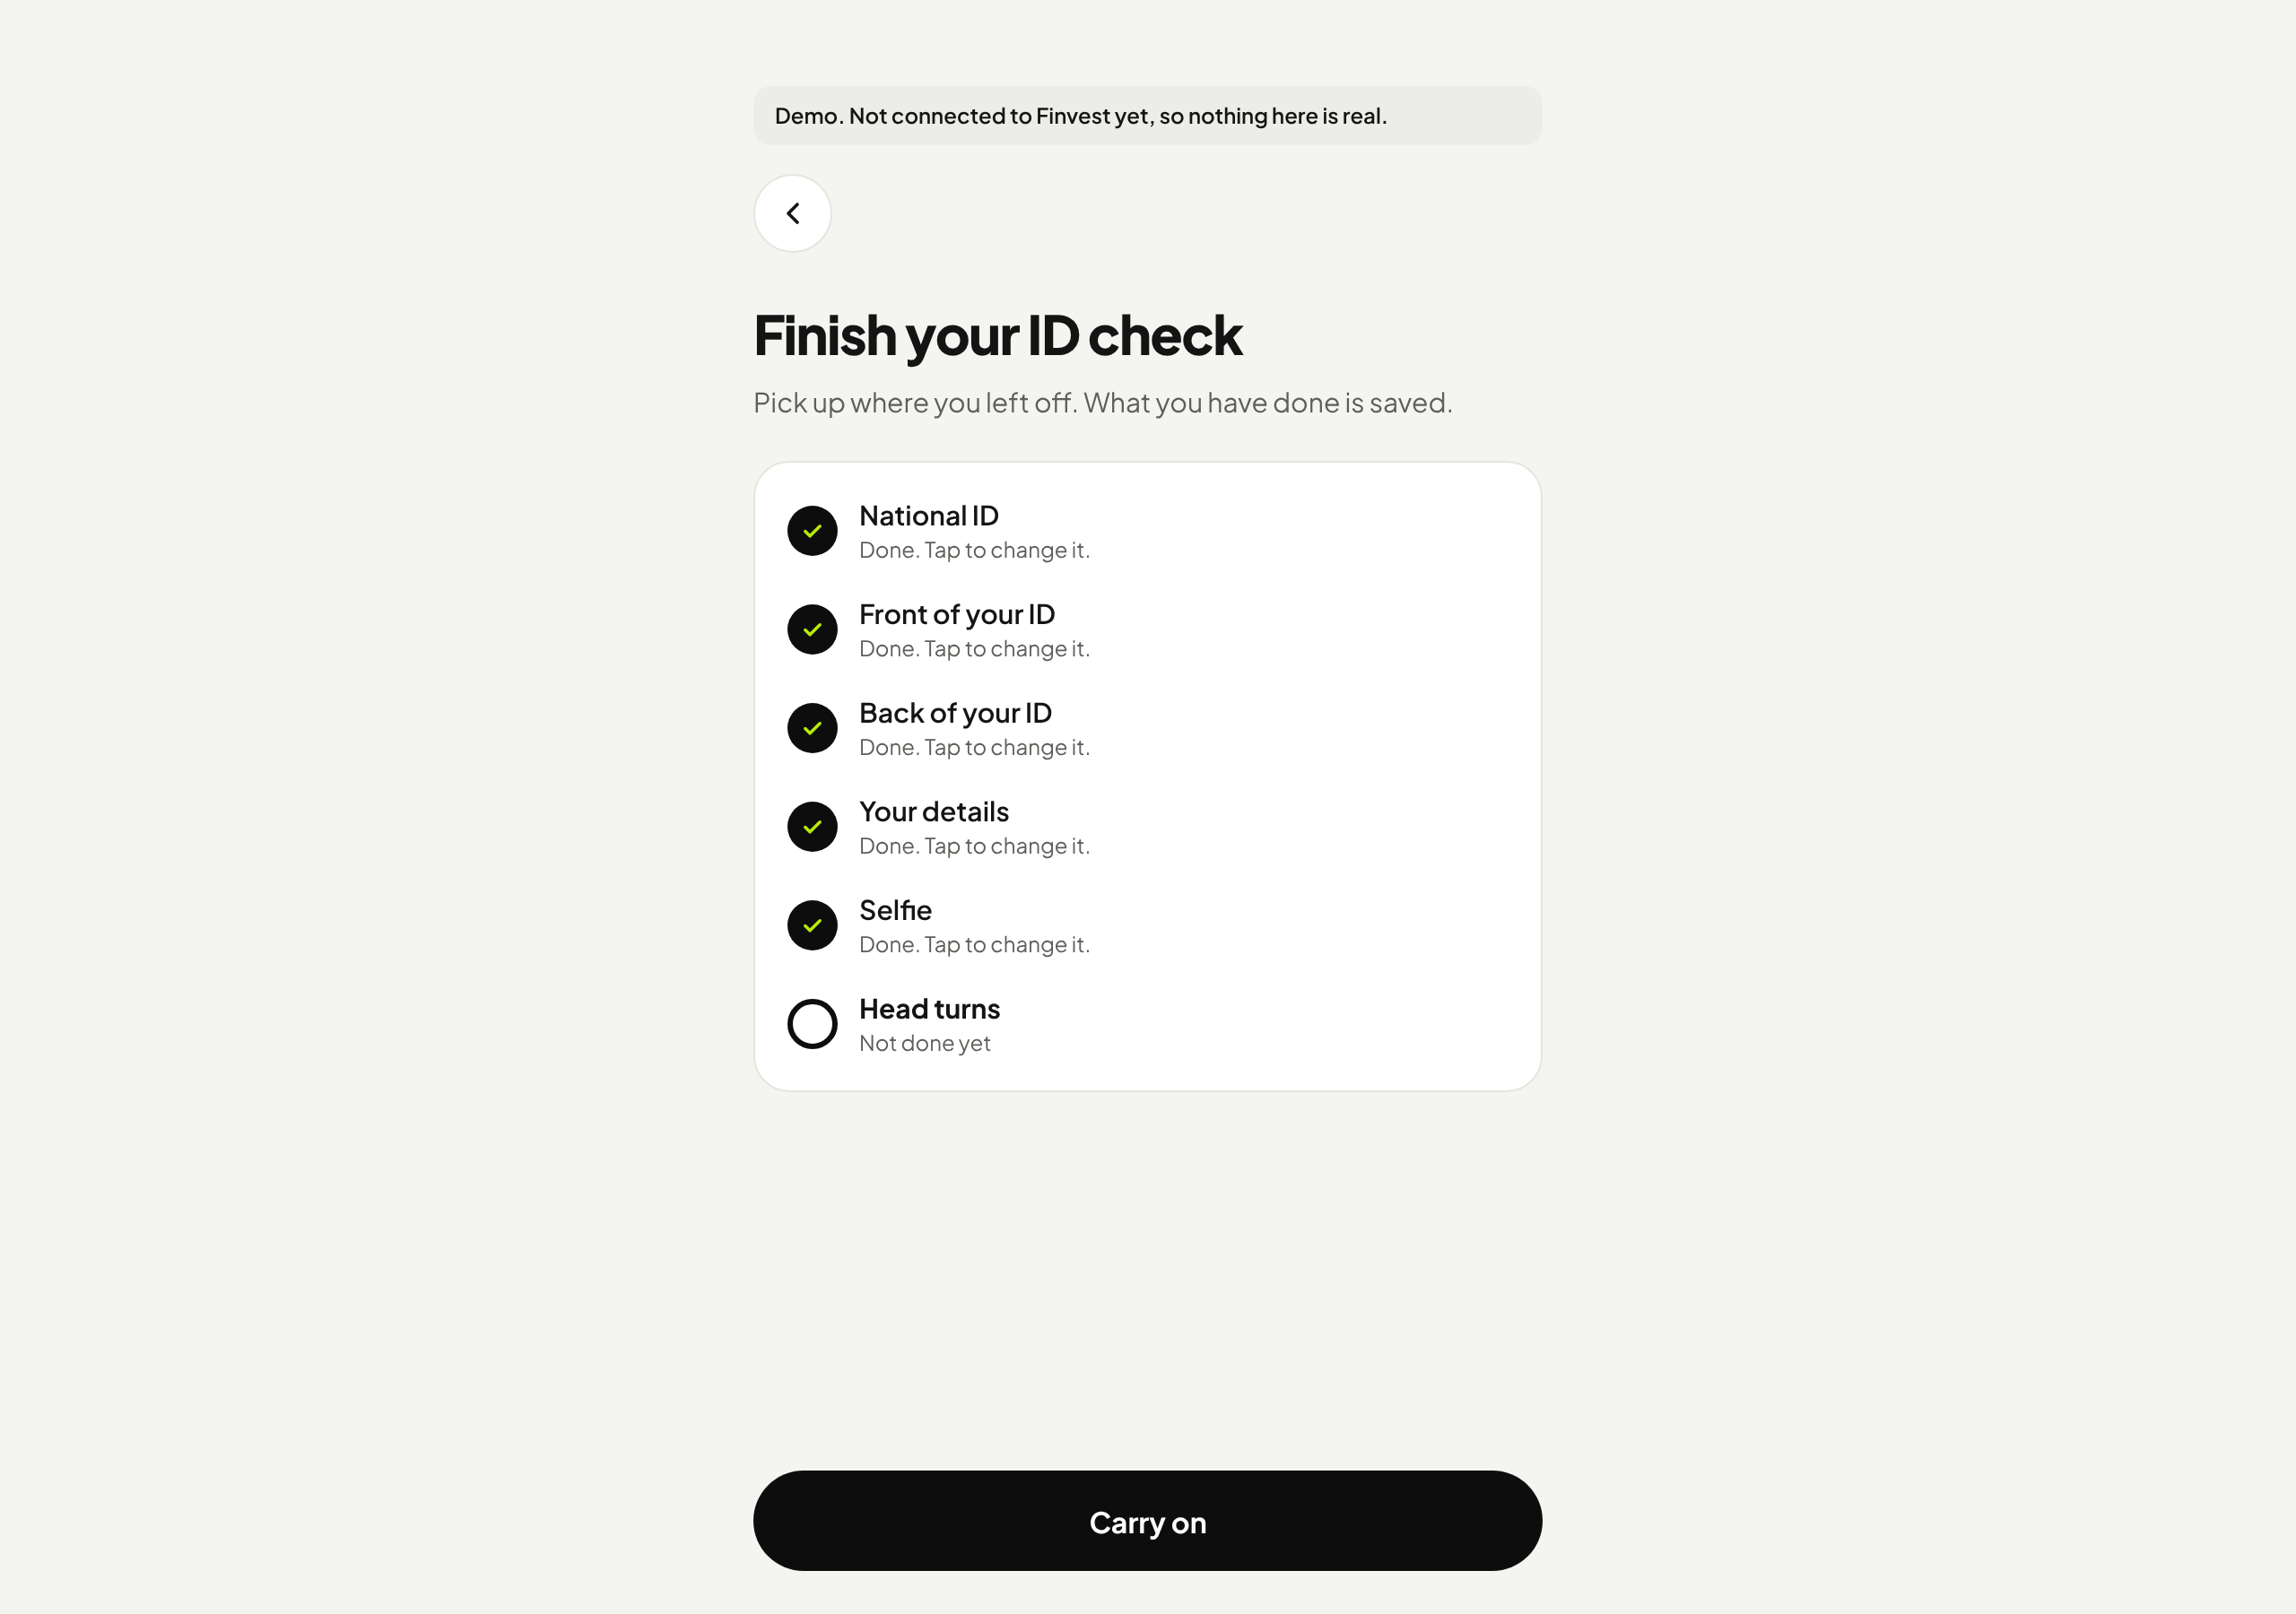 Demo. Not connected to Finvest yet, so nothing here is real.
Finish your ID check
Pick up where you left off. What you have done is saved.
National ID
Done. Tap to change it.
Front of your ID
Done. Tap to change it.
Back of your ID
Done. Tap to change it.
Your details
Done. Tap to change it.
Selfie
Done. Tap to change it.
Head turns
Not done yet
Carry on